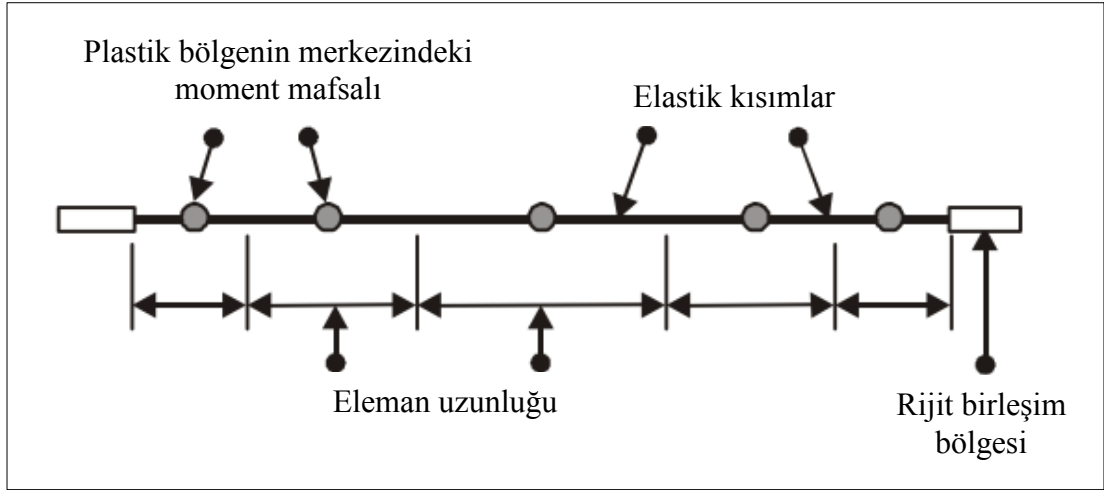 Plastik bölgenin merkezindeki
moment mafsalı
Elastik kısımlar
Eleman uzunluğu
Rijit birleşim
bölgesi